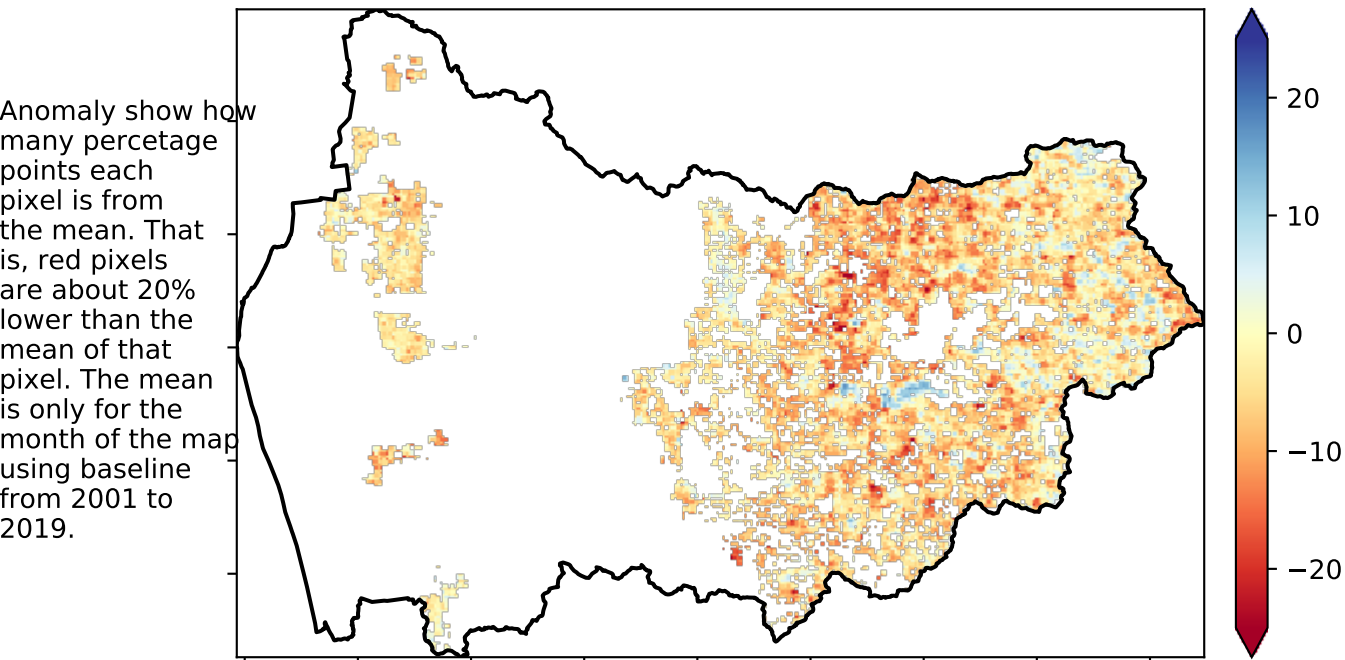 Anomaly show how
many percetage
points each
pixel is from
the mean. That
is, red pixels
are about 20%
lower than the
mean of that
pixel. The mean
is only for the
month of the map
using baseline
from 2001 to
2019.
20
10
0
−10
−20